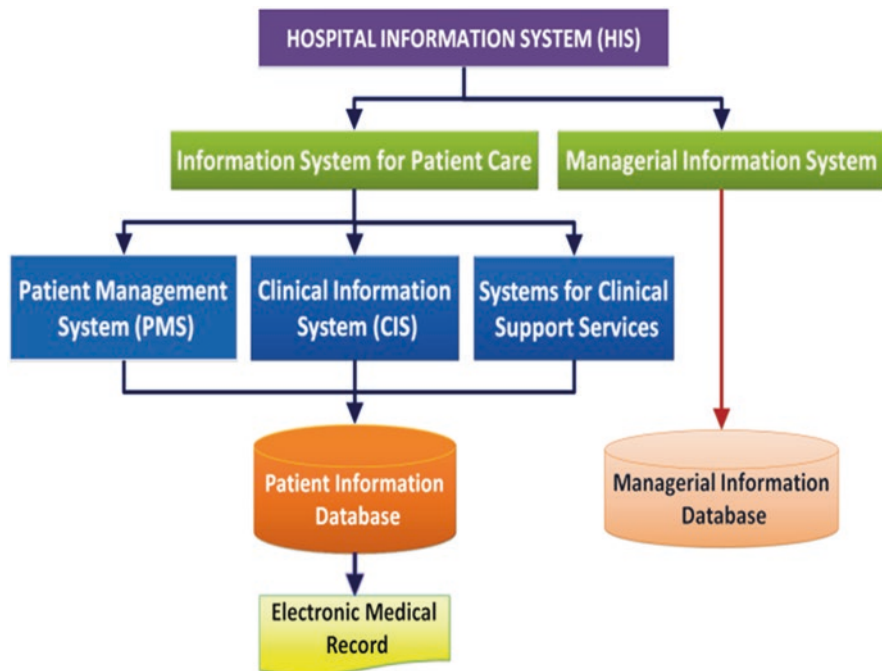 HOSPITAL INFORMATION SYSTEM (HIS)
Information System for Patient Care
Managerial Information System
Patient Management
System (PMS)
Clinical Information
System (CIS)
Systems for Clinical
Support Services
Patient Information
Database
Managerial Information
Database
Electronic Medical
Record